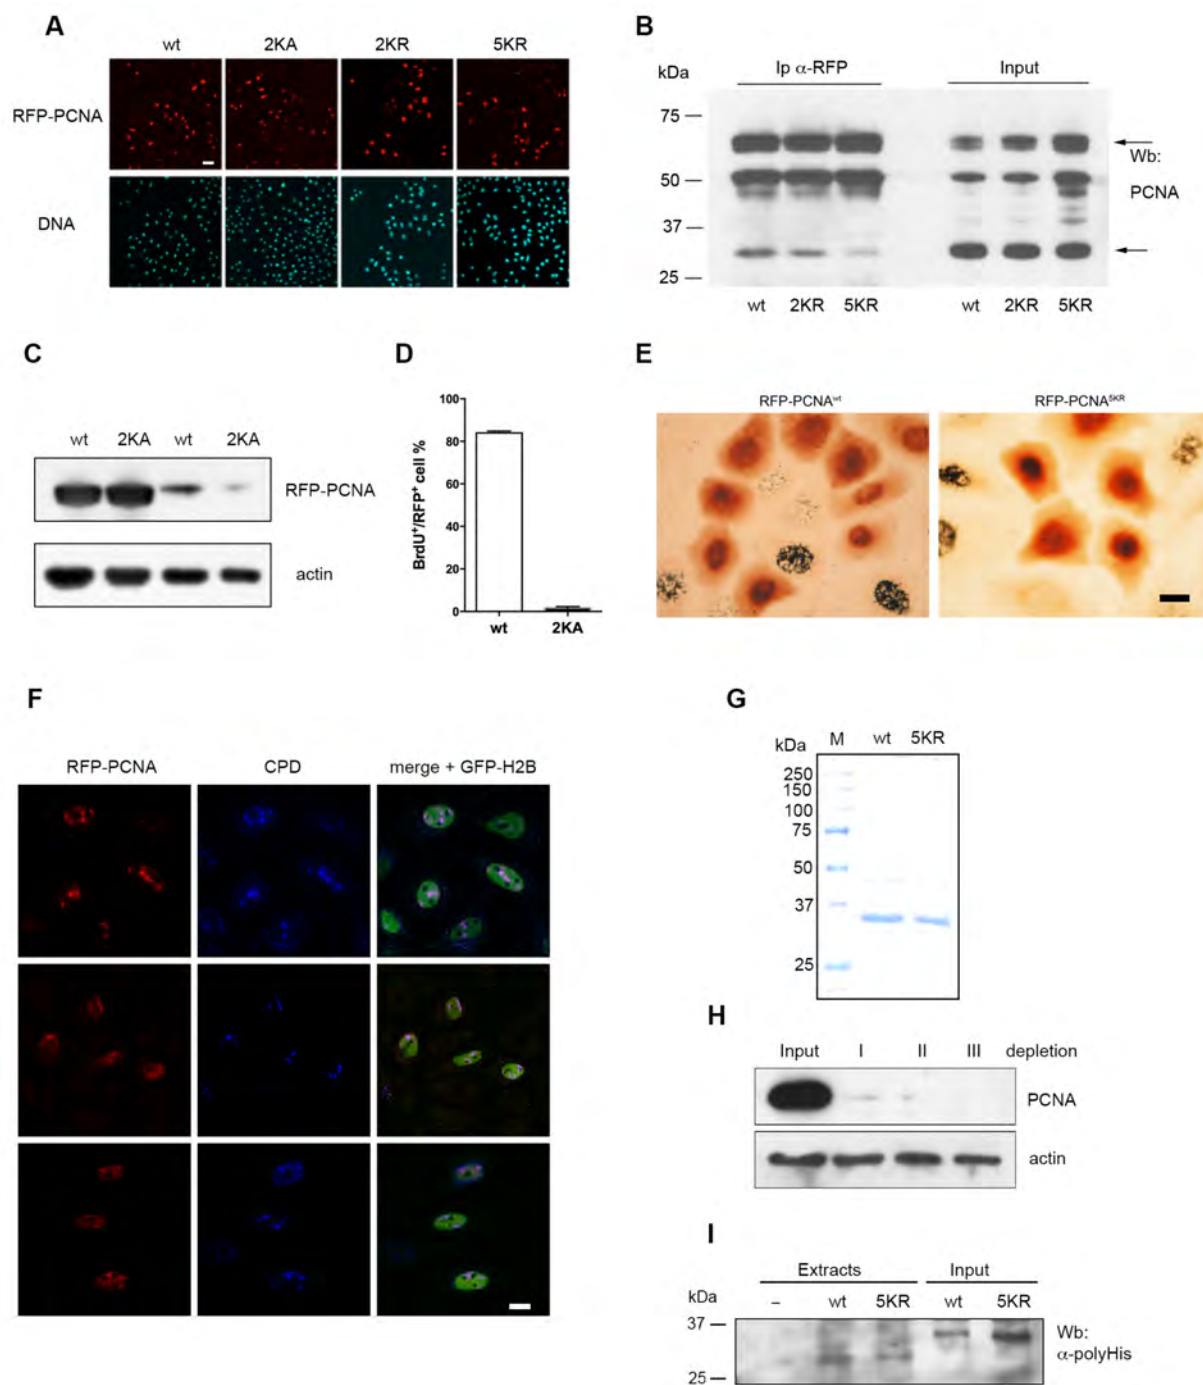 A
wt 2KA 2KR 5KR
RFP-PCNA
DNA
B
kDa Ip α-RFP Input
75
50
37
25
Wb:
PCNA
wt 2KR 5KR wt 2KR 5KR
C
wt 2KA wt 2KA
RFP-PCNA
actin
D
BrdU+/RFP+ cell %
100
80
60
40
20
0
wt 2KA
E
RFP-PCNAwt RFP-PCNA5KR
F
RFP-PCNA CPD merge + GFP-H2B
G
kDa M wt 5KR
250
150
100
75
50
37
25
H
Input I II III depletion
PCNA
actin
I
Extracts Input
kDa – wt 5KR wt 5KR
37
25
Wb:
α-polyHis